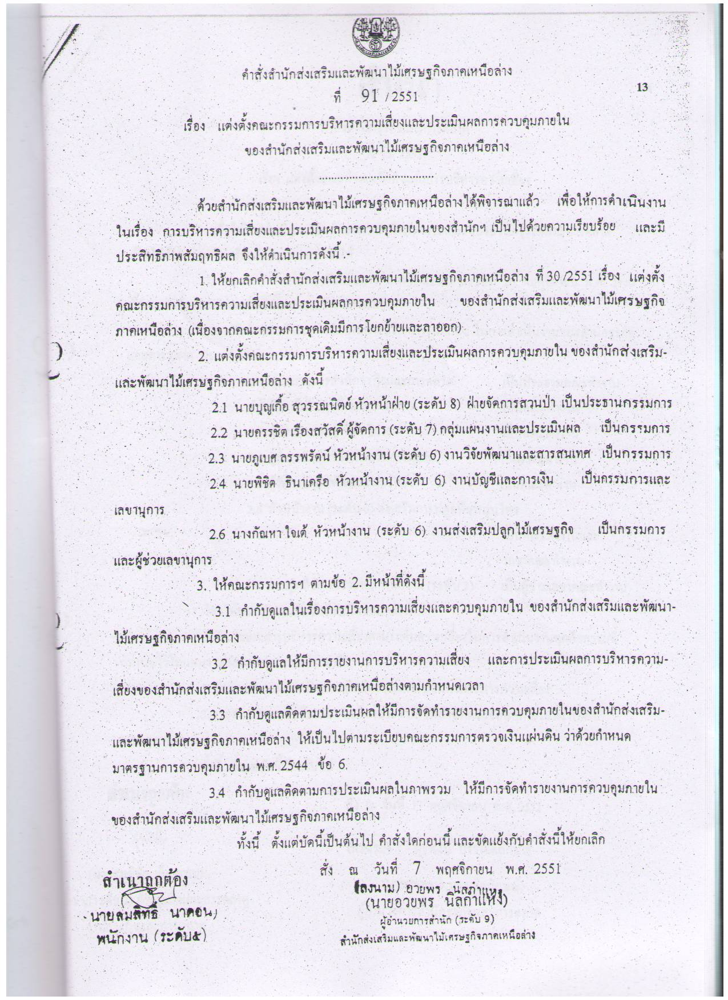 คำสั่งสำนักส่งเสริมและพัฒนาไม้เศรษฐกิจภาคเหนือล่าง
13
ที่ 91 / 2551
เรื่อง แต่งตั้งคณะกรรมการบริหารความเสี่ยงและประเมินผลการควบคุมภายใน
ของสำนักส่งเสริมและพัฒนาไม้เศรษฐกิจภาคเหนือล่าง
......................................
ด้วยสำนักส่งเสริมและพัฒนาไม้เศรษฐกิจภาคเหนือล่างได้พิจารณาแล้ว เพื่อให้การดำเนินงาน
ในเรื่อง การบริหารความเสี่ยงและประเมินผลการควบคุมภายในของสำนักฯ เป็นไปด้วยความเรียบร้อย และมี
ประสิทธิภาพสัมฤทธิผล จึงให้ดำเนินการดังนี้ .-
1. ให้ยกเลิกคำสั่งสำนักส่งเสริมและพัฒนาไม้เศรษฐกิจภาคเหนือล่าง ที่ 30 /2551 เรื่อง แต่งตั้ง
คณะกรรมการบริหารความเสี่ยงและประเมินผลการควบคุมภายใน ของสำนักส่งเสริมและพัฒนาไม้เศรษฐกิจ
ภาคเหนือล่าง (เนื่องจากคณะกรรมการชุดเดิมมีการโยกย้ายและลาออก)
2. แต่งตั้งคณะกรรมการบริหารความเสี่ยงและประเมินผลการควบคุมภายใน ของสำนักส่งเสริม-
และพัฒนาไม้เศรษฐกิจภาคเหนือล่าง ดังนี้
2.1 นายบุญเกื้อ สุวรรณนิตย์ หัวหน้าฝ่าย (ระดับ 8) ฝ่ายจัดการสวนป่า เป็นประธานกรรมการ
2.2 นายครรชิต เรืองสวัสดิ์ ผู้จัดการ (ระดับ 7) กลุ่มแผนงานและประเมินผล เป็นกรรมการ
2.3 นายภูเบศ ลรรพรัตน์ หัวหน้างาน (ระดับ 6) งานวิจัยพัฒนาและสารสนเทศ เป็นกรรมการ
2.4 นายพิชิต ธินาเครือ หัวหน้างาน (ระดับ 6) งานบัญชีและการเงิน เป็นกรรมการและ
เลขานุการ
2.6 นางกัณหา ใจเต้ หัวหน้างาน (ระดับ 6) งานส่งเสริมปลูกไม้เศรษฐกิจ เป็นกรรมการ
และผู้ช่วยเลขานุการ
3. ให้คณะกรรมการฯ ตามข้อ 2. มีหน้าที่ดังนี้
3.1 กำกับดูแลในเรื่องการบริหารความเสี่ยงและควบคุมภายใน ของสำนักส่งเสริมและพัฒนา-
ไม้เศรษฐกิจภาคเหนือล่าง
3.2 กำกับดูแลให้มีการรายงานการบริหารความเสี่ยง และการประเมินผลการบริหารความ-
เสี่ยงของสำนักส่งเสริมและพัฒนาไม้เศรษฐกิจภาคเหนือล่างตามกำหนดเวลา
3.3 กำกับดูแลติดตามประเมินผลให้มีการจัดทำรายงานการควบคุมภายในของสำนักส่งเสริม-
และพัฒนาไม้เศรษฐกิจภาคเหนือล่าง ให้เป็นไปตามระเบียบคณะกรรมการตรวจเงินแผ่นดิน ว่าด้วยกำหนด
มาตรฐานการควบคุมภายใน พ.ศ. 2544 ข้อ 6.
3.4 กำกับดูแลติดตามการประเมินผลในภาพรวม ให้มีการจัดทำรายงานการควบคุมภายใน
ของสำนักส่งเสริมและพัฒนาไม้เศรษฐกิจภาคเหนือล่าง
ทั้งนี้ ตั้งแต่บัดนี้เป็นต้นไป คำสั่งใดก่อนนี้ และขัดแย้งกับคำสั่งนี้ให้ยกเลิก
สั่ง ณ วันที่ 7 พฤศจิกายน พ.ศ. 2551
(ลงนาม) อวยพร นิลกำแหง
(นายอวยพร นิลกำแหง)
ผู้อำนวยการสำนัก (ระดับ 9)
สำนักส่งเสริมและพัฒนาไม้เศรษฐกิจภาคเหนือล่าง
สำเนาถูกต้อง
นายสมสิทธิ์ นาคอน)
พนักงาน (ระดับ๕)